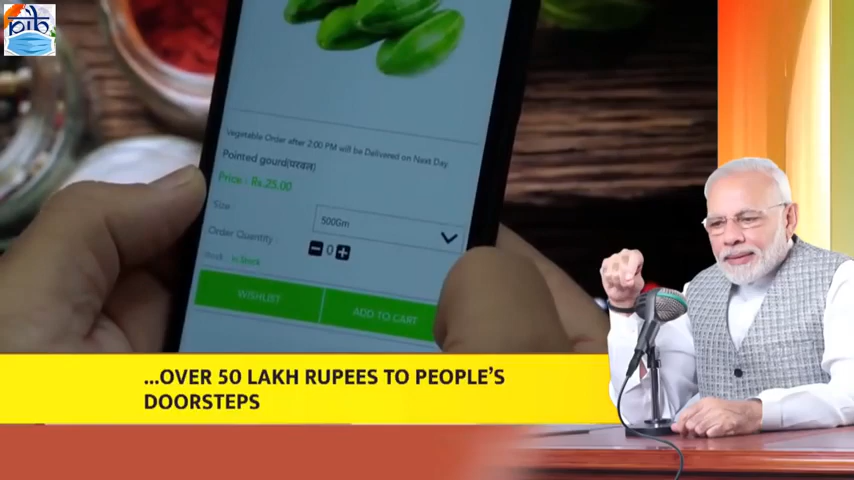 पीआईबी
Vegetable Order after 2:00 PM will be Delivered on Next Day
Pointed gourd(परवल)
Price - Rs.25.00
Size :
500Gm
Order Quantity :
0
Stock : In Stock
WISHLIST
ADD TO CART
...OVER 50 LAKH RUPEES TO PEOPLE'S
DOORSTEPS